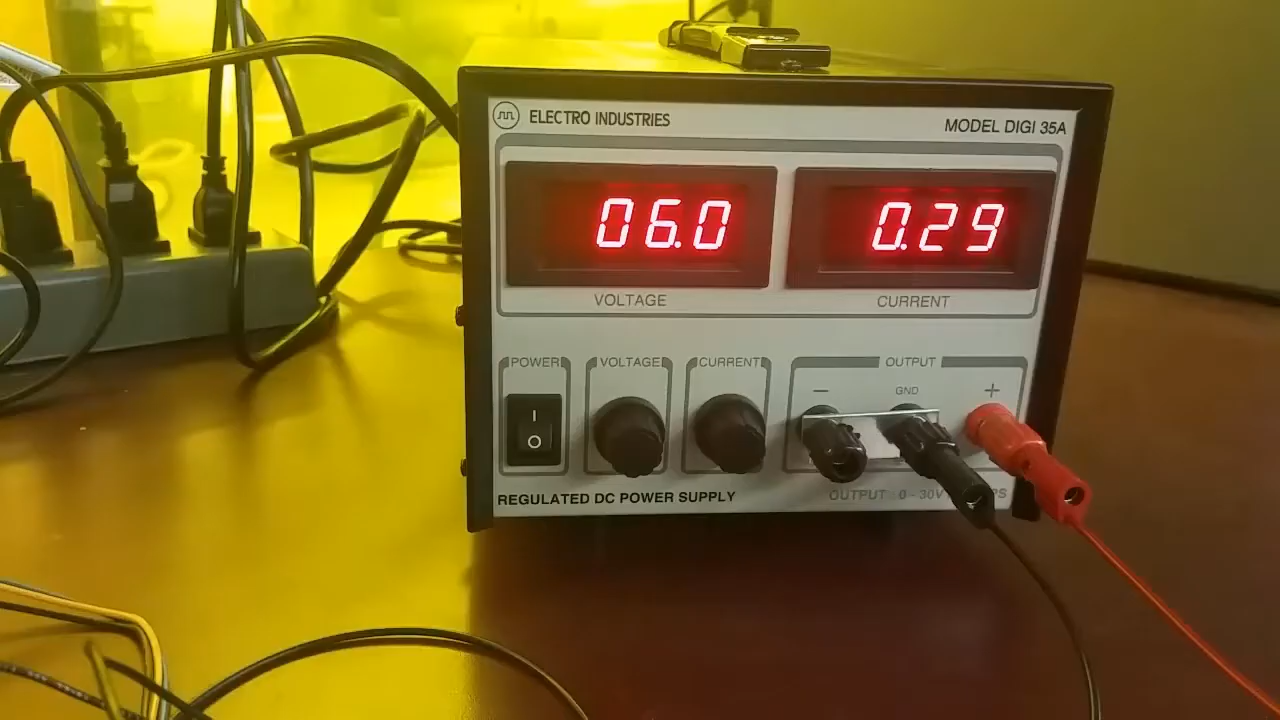 ELECTRO INDUSTRIES
MODEL DIGI 35A
06.0
0.29
VOLTAGE
CURRENT
POWER
VOLTAGE
CURRENT
OUTPUT
− GND +
I
O
REGULATED DC POWER SUPPLY
OUTPUT : 0 - 30V